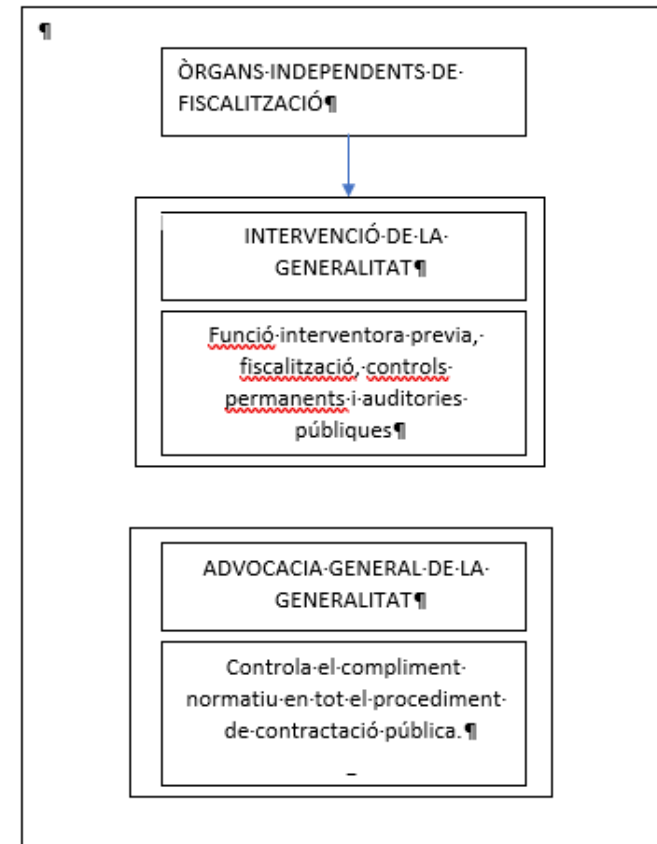 ¶
ÒRGANS·INDEPENDENTS·DE·
FISCALITZACIÓ¶
INTERVENCIÓ·DE·LA·
GENERALITAT¶
Funció·interventora·previa,·
fiscalització,·controls·
permanents·i·auditories·
públiques¶
ADVOCACIA·GENERAL·DE·LA·
GENERALITAT¶
Controla·el·compliment·
normatiu·en·tot·el·procediment·
de·contractació·pública.¶
–